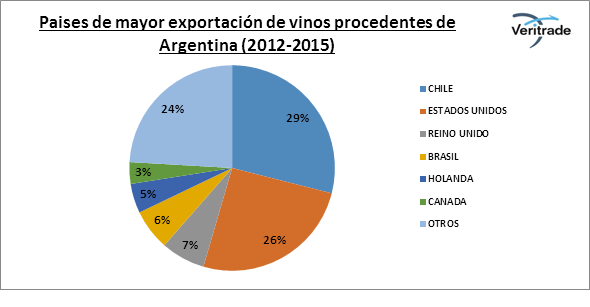 Paises de mayor exportación de vinos procedentes de
Argentina (2012-2015)
Veritrade
29%
26%
7%
6%
5%
3%
24%
CHILE
ESTADOS UNIDOS
REINO UNIDO
BRASIL
HOLANDA
CANADA
OTROS